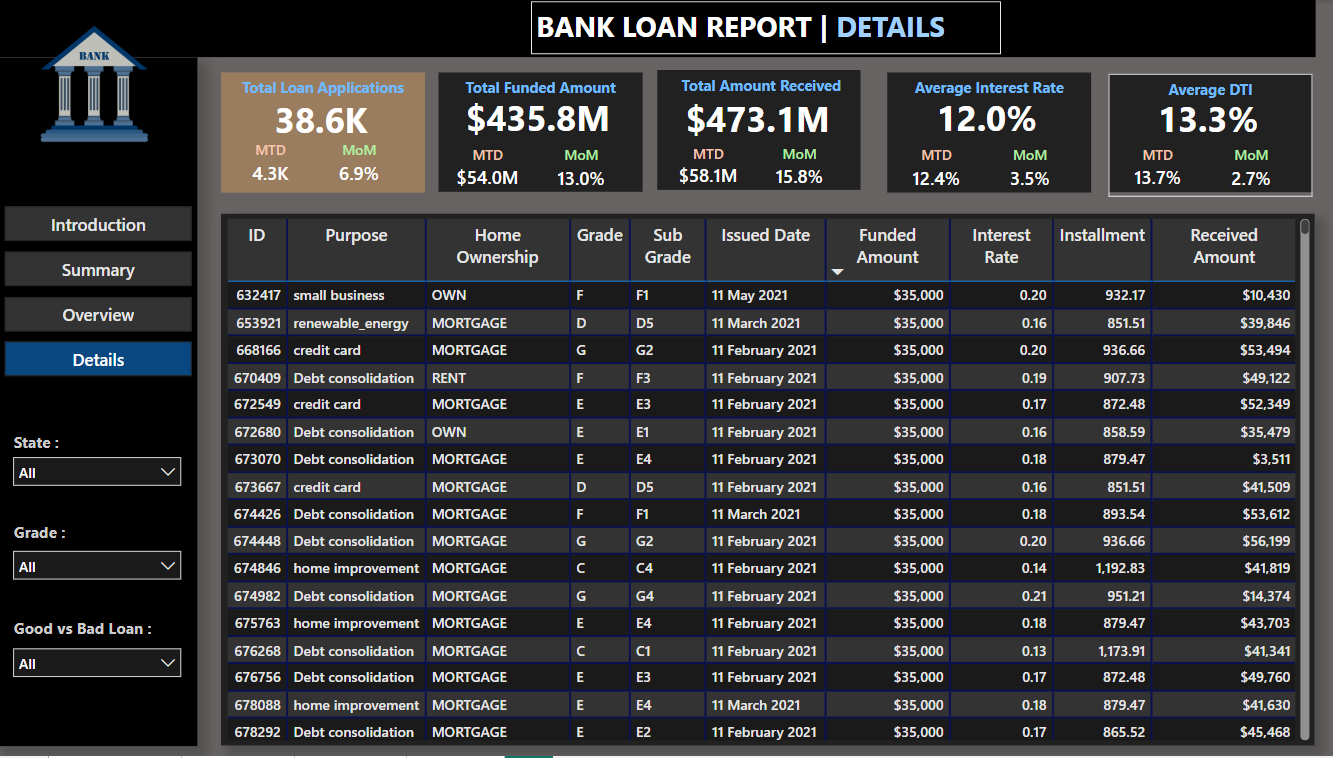 BANK LOAN REPORT | DETAILS
BANK
Total Loan Applications
38.6K
MTD MoM
4.3K 6.9%
Total Funded Amount
$435.8M
MTD MoM
$54.0M 13.0%
Total Amount Received
$473.1M
MTD MoM
$58.1M 15.8%
Average Interest Rate
12.0%
MTD MoM
12.4% 3.5%
Average DTI
13.3%
MTD MoM
13.7% 2.7%
Introduction
Summary
Overview
Details
State :
All
Grade :
All
Good vs Bad Loan :
All
ID Purpose Home Ownership Grade Sub Grade Issued Date Funded Amount Interest Rate Installment Received Amount
632417 small business OWN F F1 11 May 2021 $35,000 0.20 932.17 $10,430
653921 renewable_energy MORTGAGE D D5 11 March 2021 $35,000 0.16 851.51 $39,846
668166 credit card MORTGAGE G G2 11 February 2021 $35,000 0.20 936.66 $53,494
670409 Debt consolidation RENT F F3 11 February 2021 $35,000 0.19 907.73 $49,122
672549 credit card MORTGAGE E E3 11 February 2021 $35,000 0.17 872.48 $52,349
672680 Debt consolidation OWN E E1 11 February 2021 $35,000 0.16 858.59 $35,479
673070 Debt consolidation MORTGAGE E E4 11 February 2021 $35,000 0.18 879.47 $3,511
673667 credit card MORTGAGE D D5 11 February 2021 $35,000 0.16 851.51 $41,509
674426 Debt consolidation MORTGAGE F F1 11 March 2021 $35,000 0.18 893.54 $53,612
674448 Debt consolidation MORTGAGE G G2 11 February 2021 $35,000 0.20 936.66 $56,199
674846 home improvement MORTGAGE C C4 11 February 2021 $35,000 0.14 1,192.83 $41,819
674982 Debt consolidation MORTGAGE G G4 11 February 2021 $35,000 0.21 951.21 $14,374
675763 home improvement MORTGAGE E E4 11 February 2021 $35,000 0.18 879.47 $43,703
676268 Debt consolidation MORTGAGE C C1 11 February 2021 $35,000 0.13 1,173.91 $41,341
676756 Debt consolidation MORTGAGE E E3 11 February 2021 $35,000 0.17 872.48 $49,760
678088 home improvement MORTGAGE E E4 11 March 2021 $35,000 0.18 879.47 $41,630
678292 Debt consolidation MORTGAGE E E2 11 February 2021 $35,000 0.17 865.52 $45,468